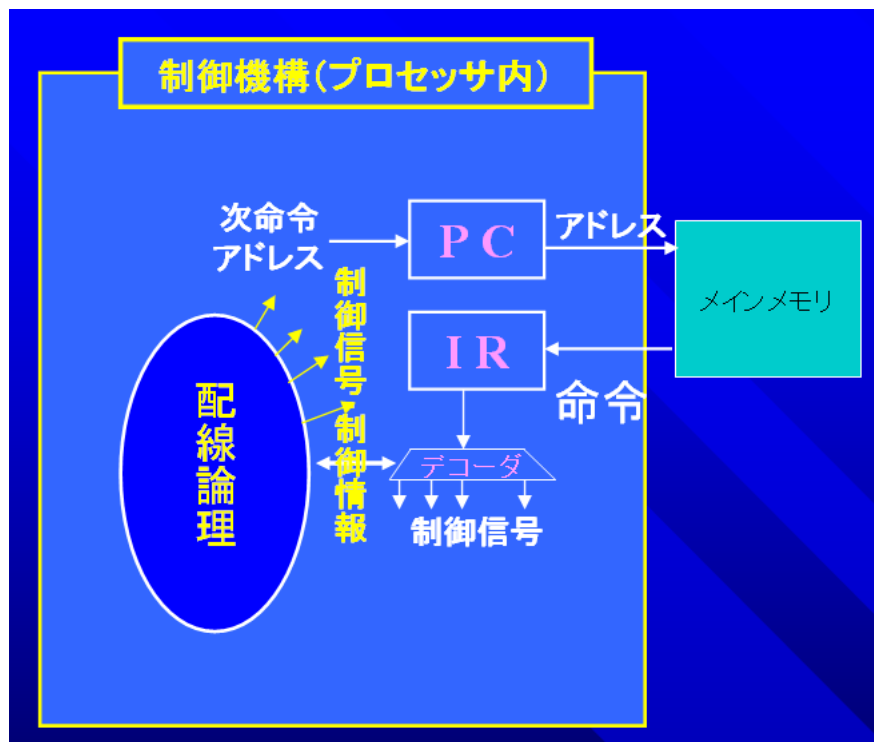 制御機構(プロセッサ内)
次命令
アドレス
PC
アドレス
メインメモリ
IR
命令
制御信号・制御情報
配線論理
デコーダ
制御信号